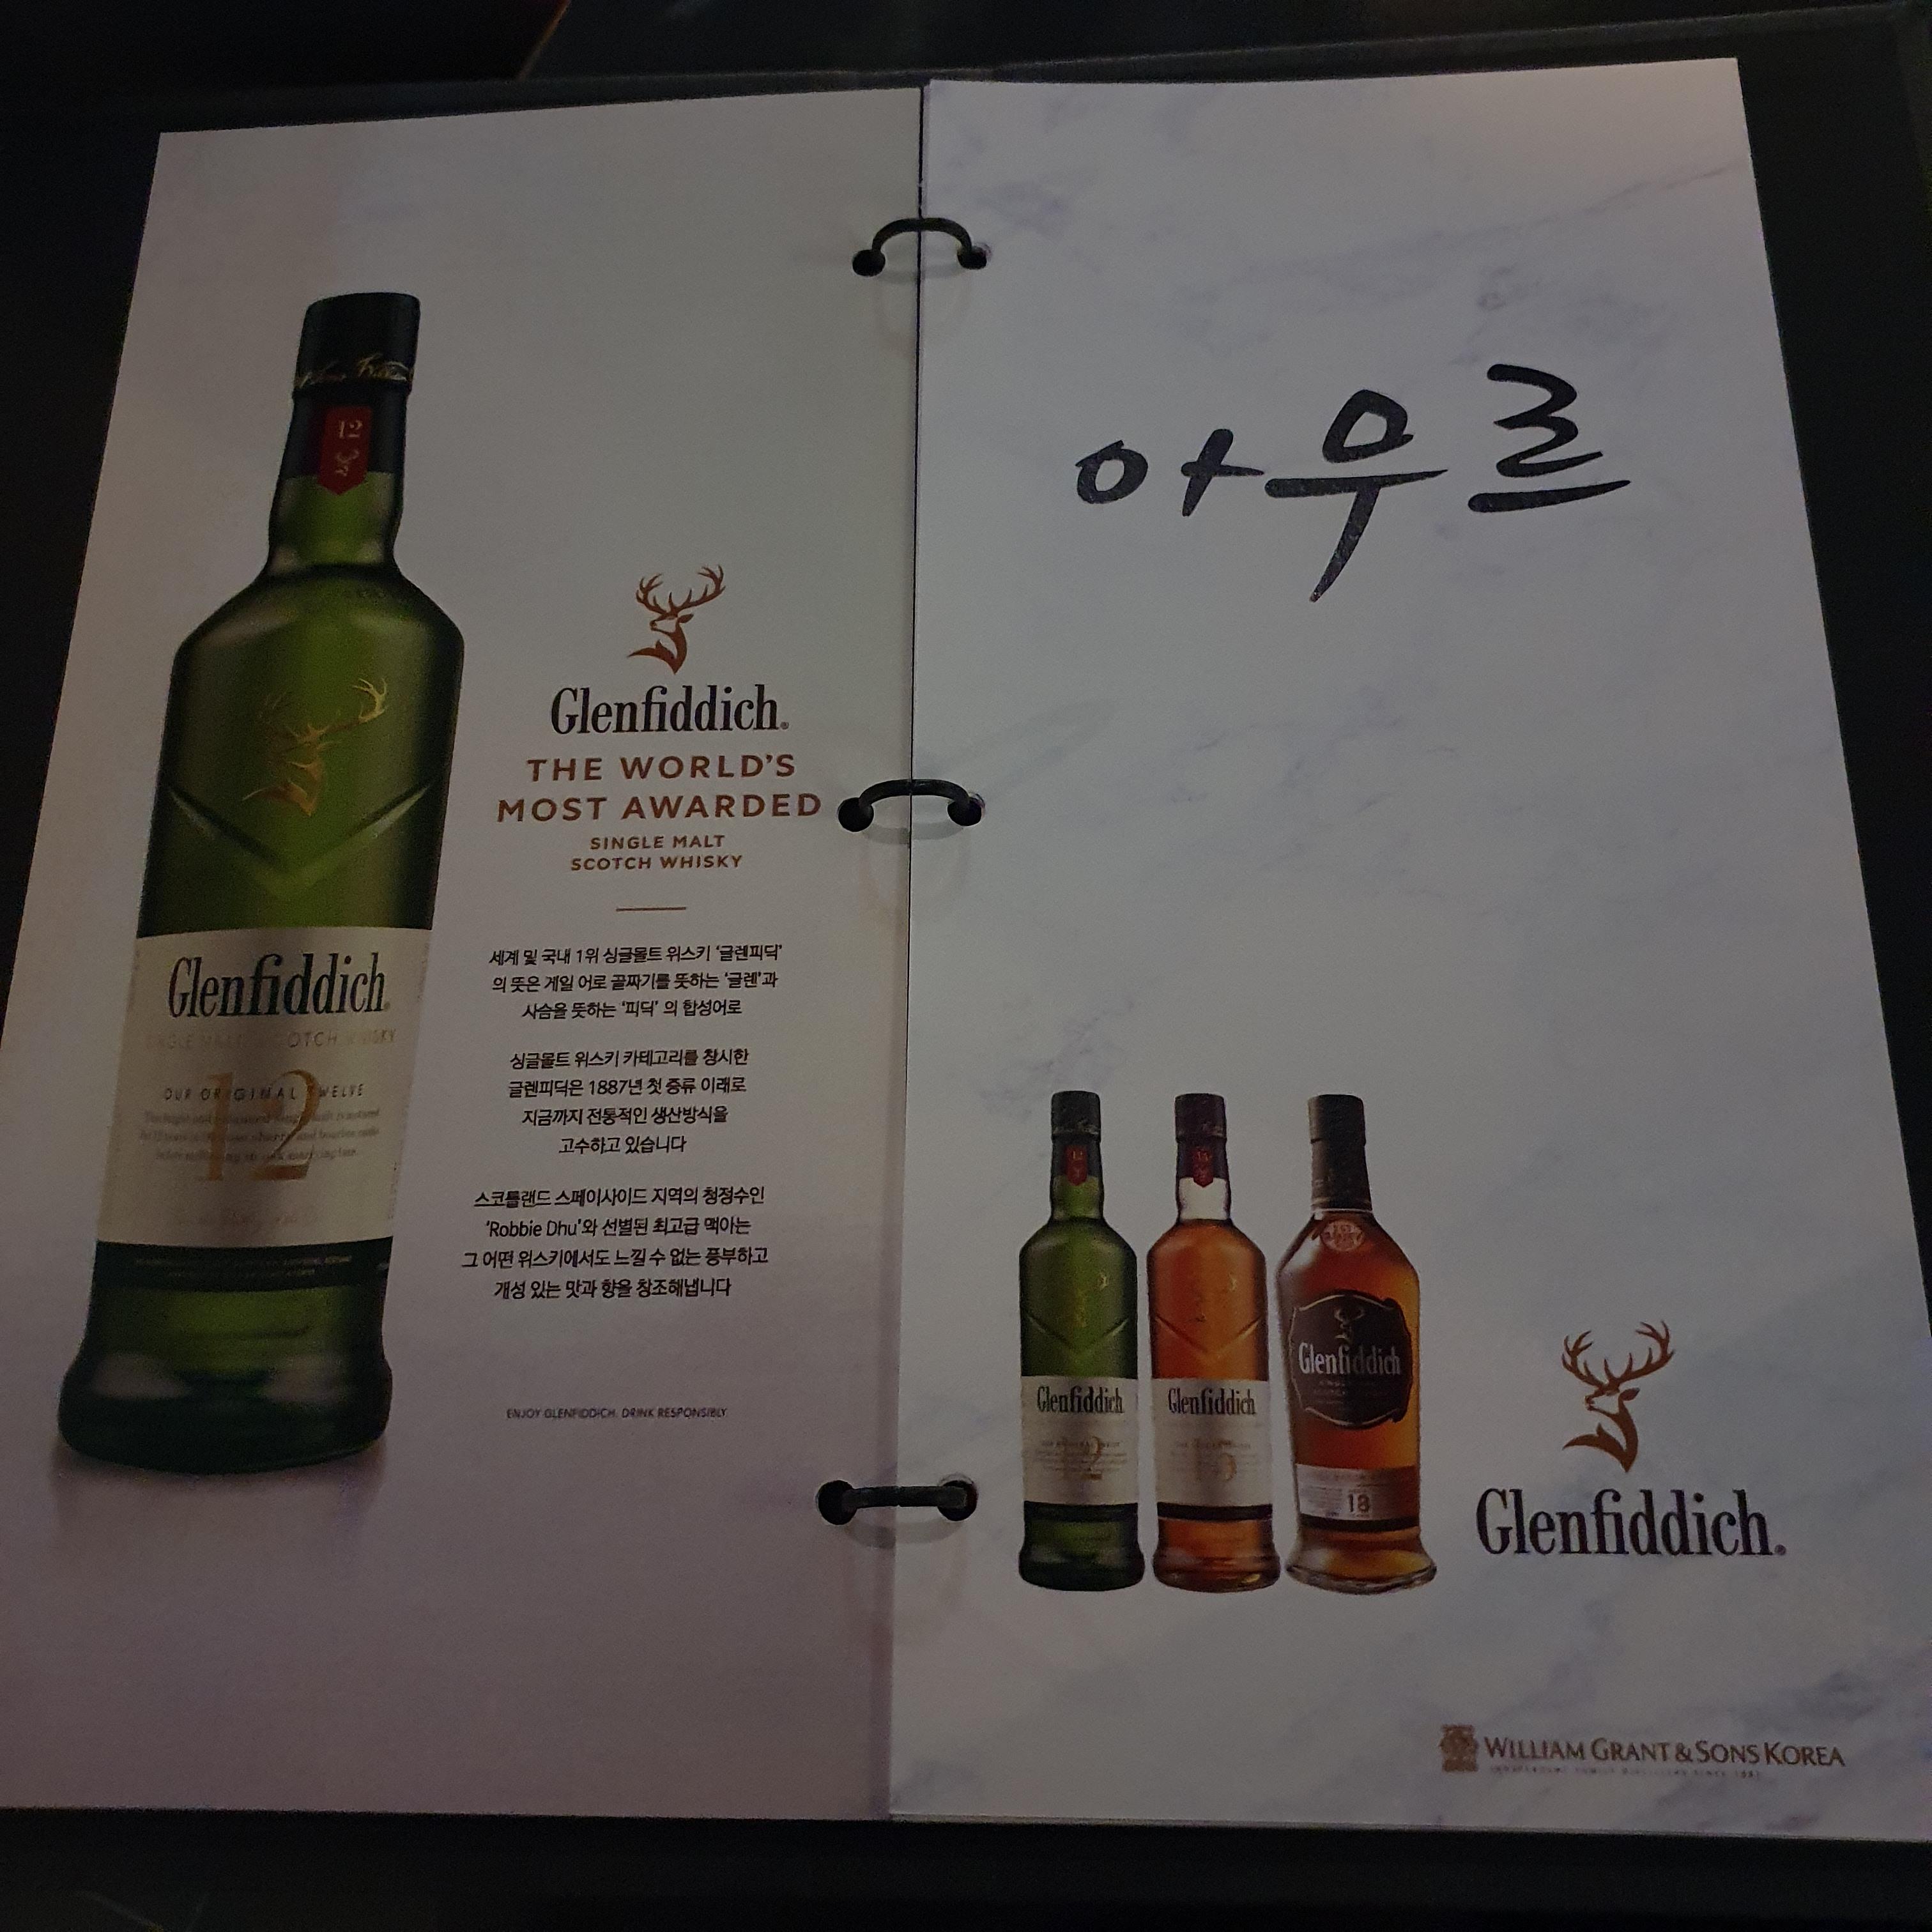 12
Glenfiddich
OUR ORIGINAL TWELVE
12
Glenfiddich
THE WORLD'S
MOST AWARDED
SINGLE MALT
SCOTCH WHISKY
세계 및 국내 1위 싱글몰트 위스키 '글렌피딕'
의 뜻은 게일 어로 골짜기를 뜻하는 '글렌'과
사슴을 뜻하는 '피딕' 의 합성어로
싱글몰트 위스키 카테고리를 창시한
글렌피딕은 1887년 첫 증류 이래로
지금까지 전통적인 생산방식을
고수하고 있습니다
스코틀랜드 스페이사이드 지역의 청정수인
'Robbie Dhu'와 선별된 최고급 맥아는
그 어떤 위스키에서도 느낄 수 없는 풍부하고
개성 있는 맛과 향을 창조해냅니다
ENJOY GLENFIDDICH. DRINK RESPONSIBLY
아우르
12
15
Glenfiddich
12
Glenfiddich
15
Glenfiddich
18
Glenfiddich
WILLIAM GRANT & SONS KOREA